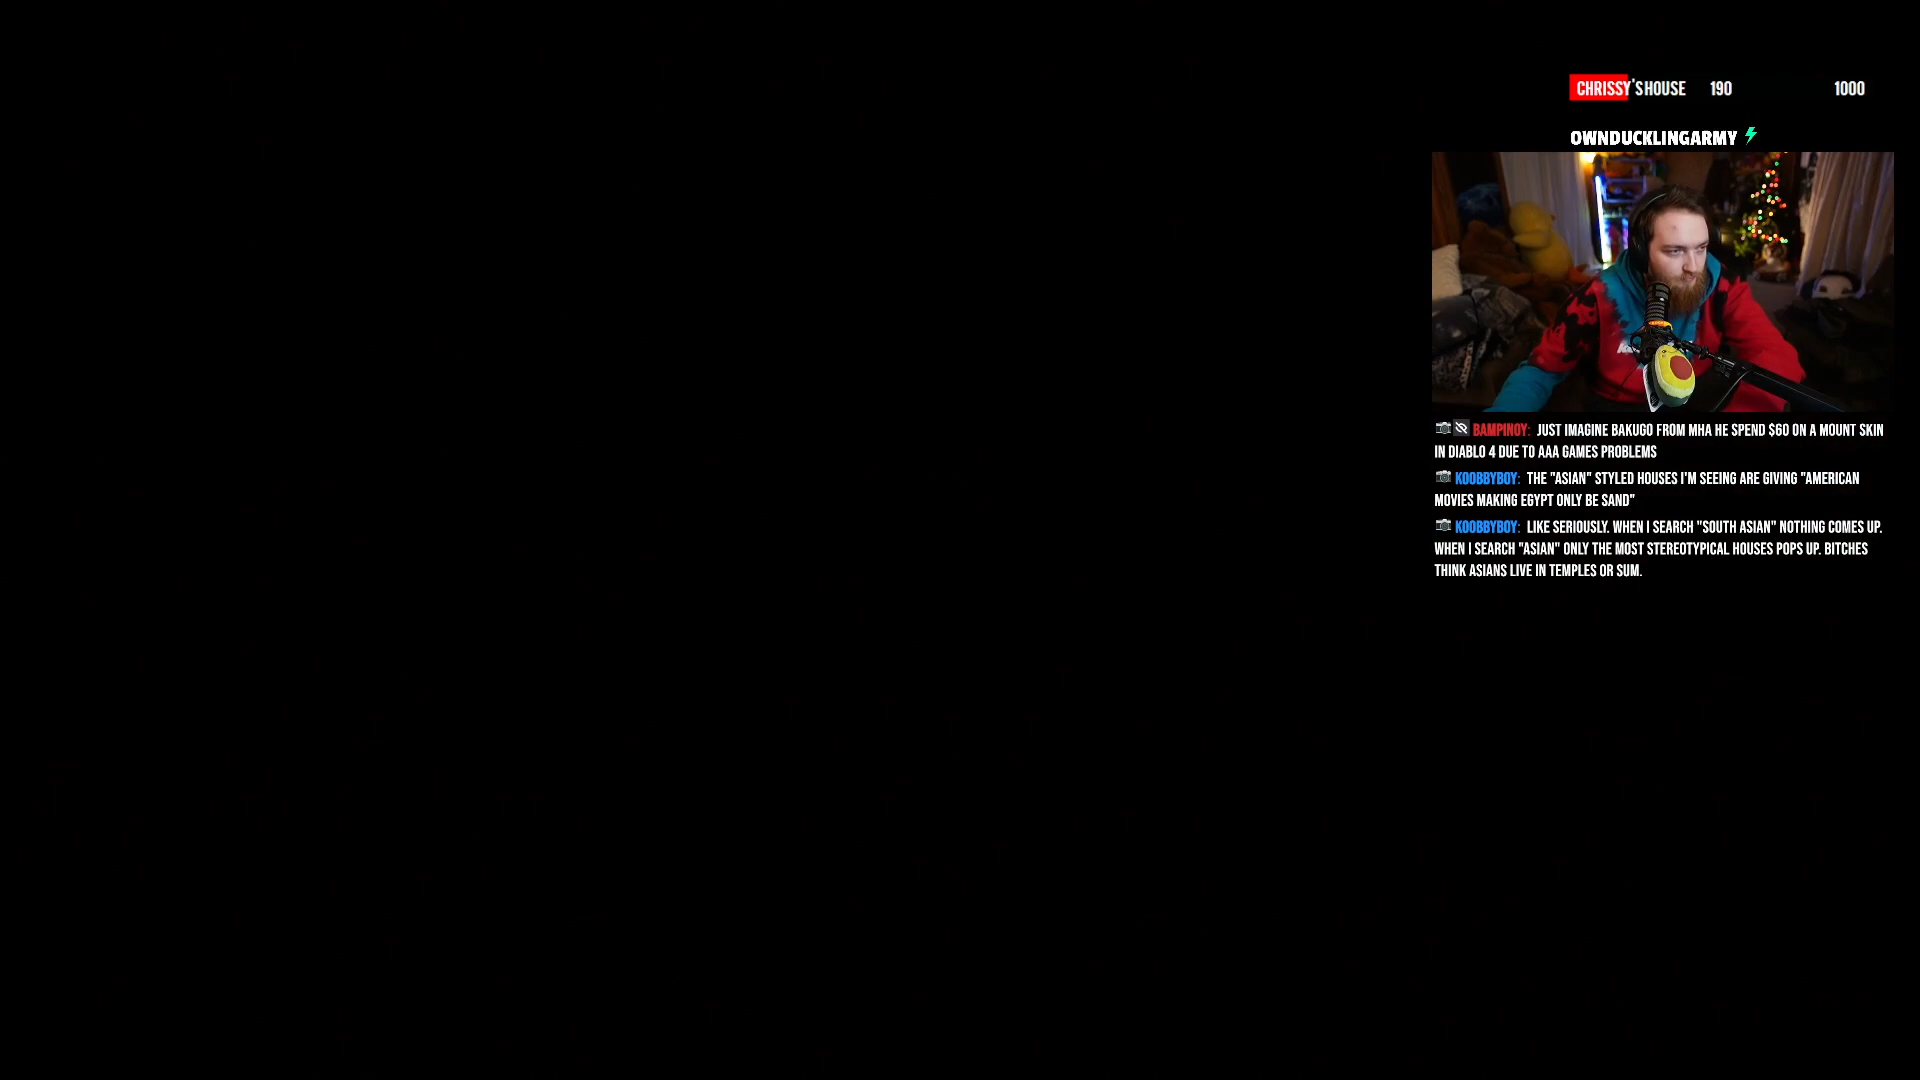 CHRISSY'S HOUSE 190 1000
OWNDUCKLINGARMY
BAMPINOY: JUST IMAGINE BAKUGO FROM MHA HE SPEND $60 ON A MOUNT SKIN
IN DIABLO 4 DUE TO AAA GAMES PROBLEMS
KOOBBYBOY: THE "ASIAN" STYLED HOUSES I'M SEEING ARE GIVING "AMERICAN
MOVIES MAKING EGYPT ONLY BE SAND"
KOOBBYBOY: LIKE SERIOUSLY. WHEN I SEARCH "SOUTH ASIAN" NOTHING COMES UP.
WHEN I SEARCH "ASIAN" ONLY THE MOST STEREOTYPICAL HOUSES POPS UP. BITCHES
THINK ASIANS LIVE IN TEMPLES OR SUM.